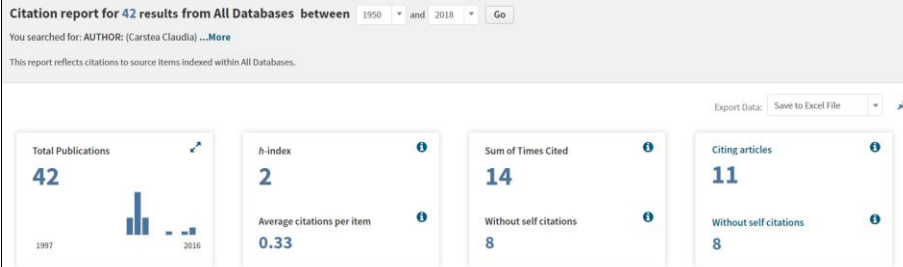 Citation report for 42 results from All Databases between 1950 and 2018 Go
You searched for: AUTHOR: (Carstea Claudia) ...More
This report reflects citations to source items indexed within All Databases.
Export Data: Save to Excel File
Total Publications
42
1997 2016
h-index
2
Average citations per item
0.33
Sum of Times Cited
14
Without self citations
8
Citing articles
11
Without self citations
8